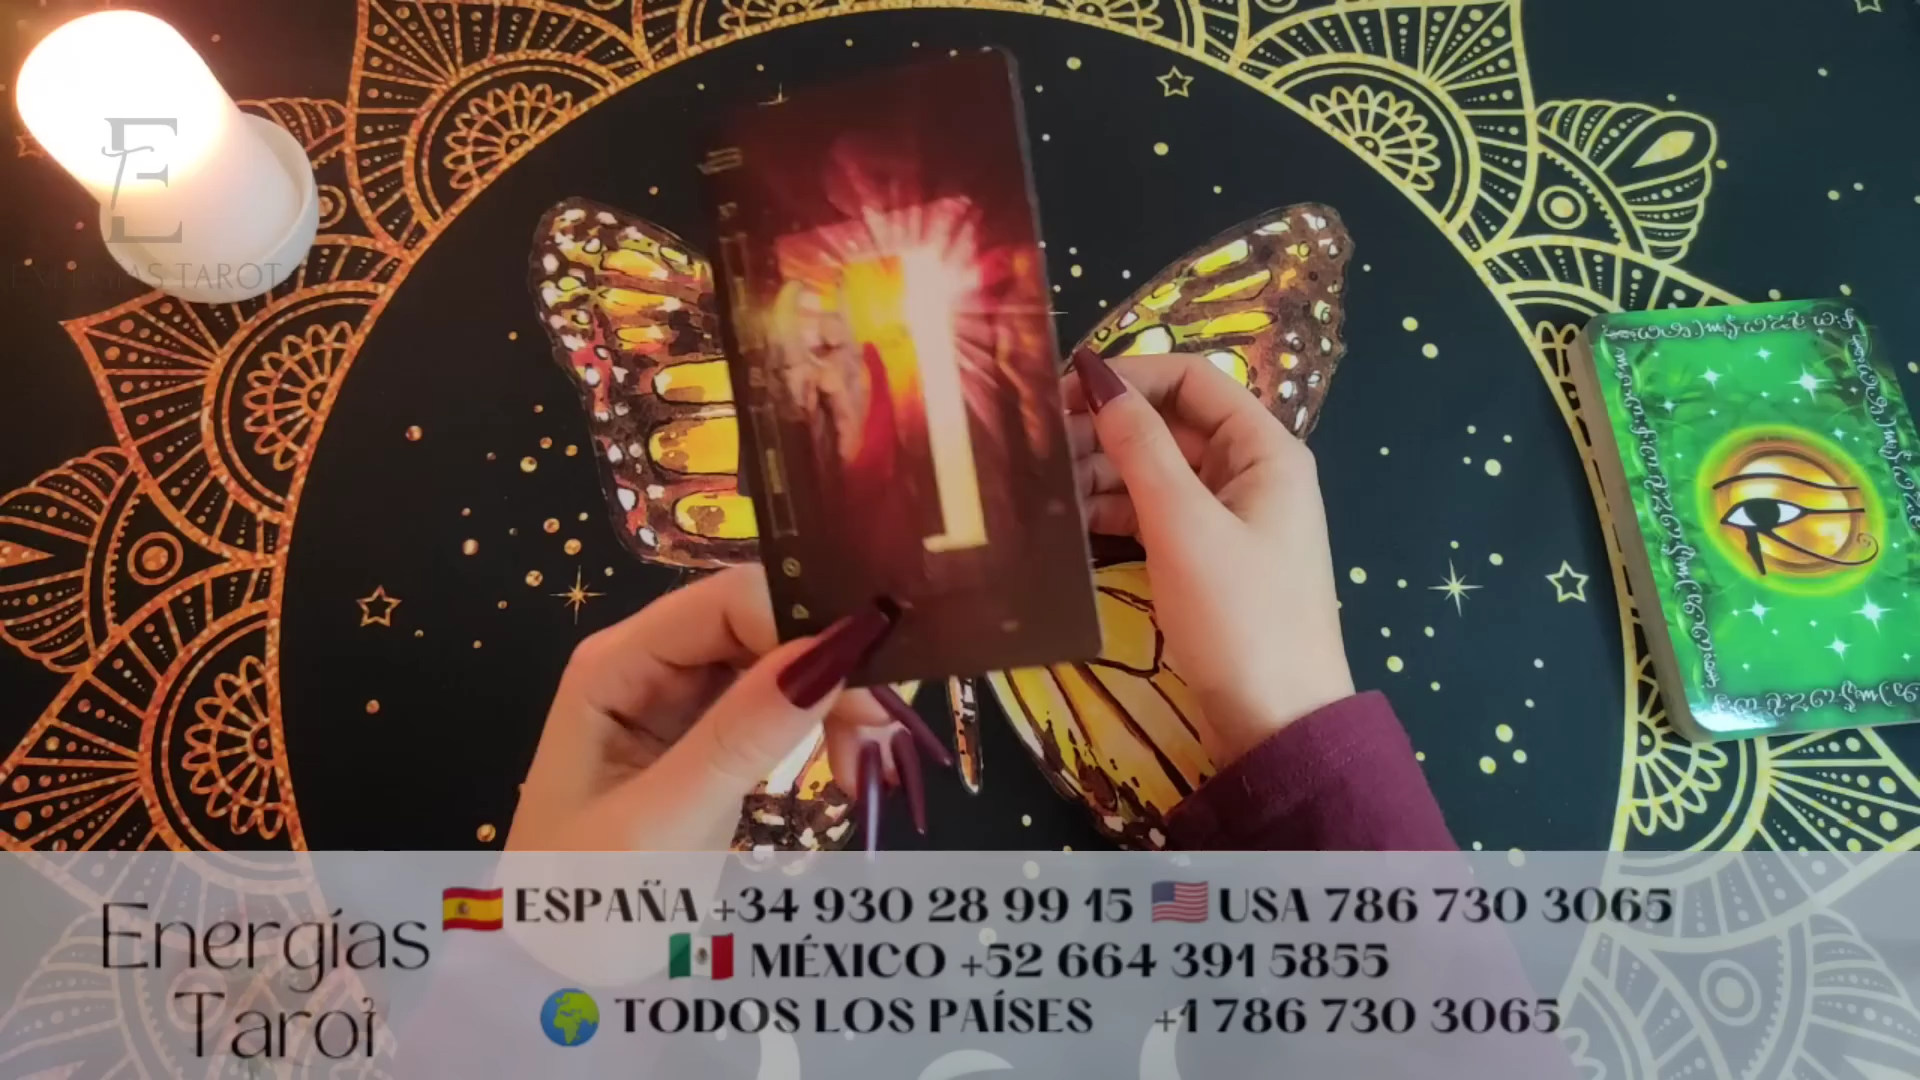 E
ENERGÍAS TAROT
Energías
Tarot
ESPAÑA +34 930 28 99 15 USA 786 730 3065
MÉXICO +52 664 391 5855
TODOS LOS PAÍSES +1 786 730 3065